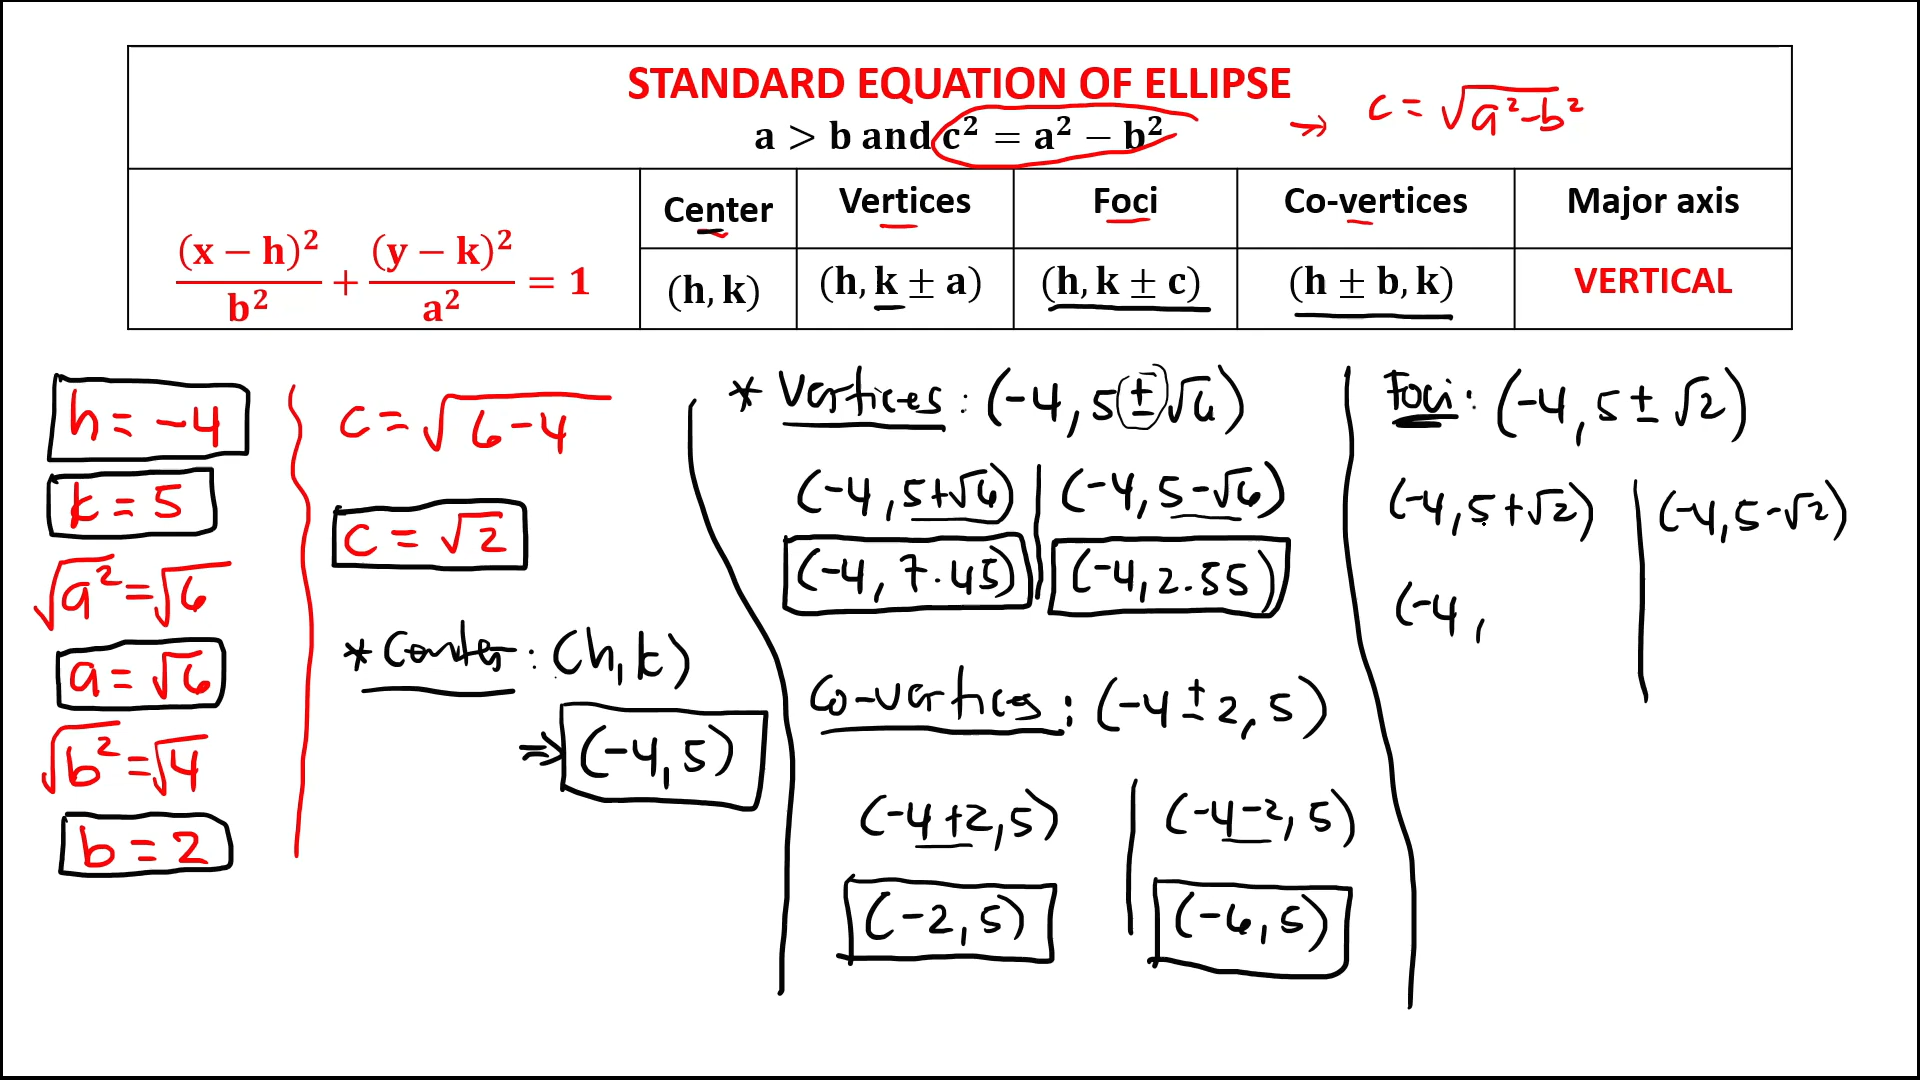 STANDARD EQUATION OF ELLIPSE
a > b and c² = a² − b² → c = √(a²−b²)
(x − h)²/b² + (y − k)²/a² = 1
Center
Vertices
Foci
Co-vertices
Major axis
(h, k)
(h, k ± a)
(h, k ± c)
(h ± b, k)
VERTICAL
h = -4
k = 5
√a² = √6
a = √6
√b² = √4
b = 2
c = √(6-4)
c = √2
* Center : (h, k)
⇒ (-4, 5)
* Vertices : (-4, 5 ± √6)
(-4, 5+√6) | (-4, 5-√6)
(-4, 7.45) | (-4, 2.55)
Co-vertices : (-4 ± 2, 5)
(-4+2, 5) | (-4-2, 5)
(-2, 5) | (-6, 5)
Foci : (-4, 5 ± √2)
(-4, 5+√2) | (-4, 5-√2)
(-4,